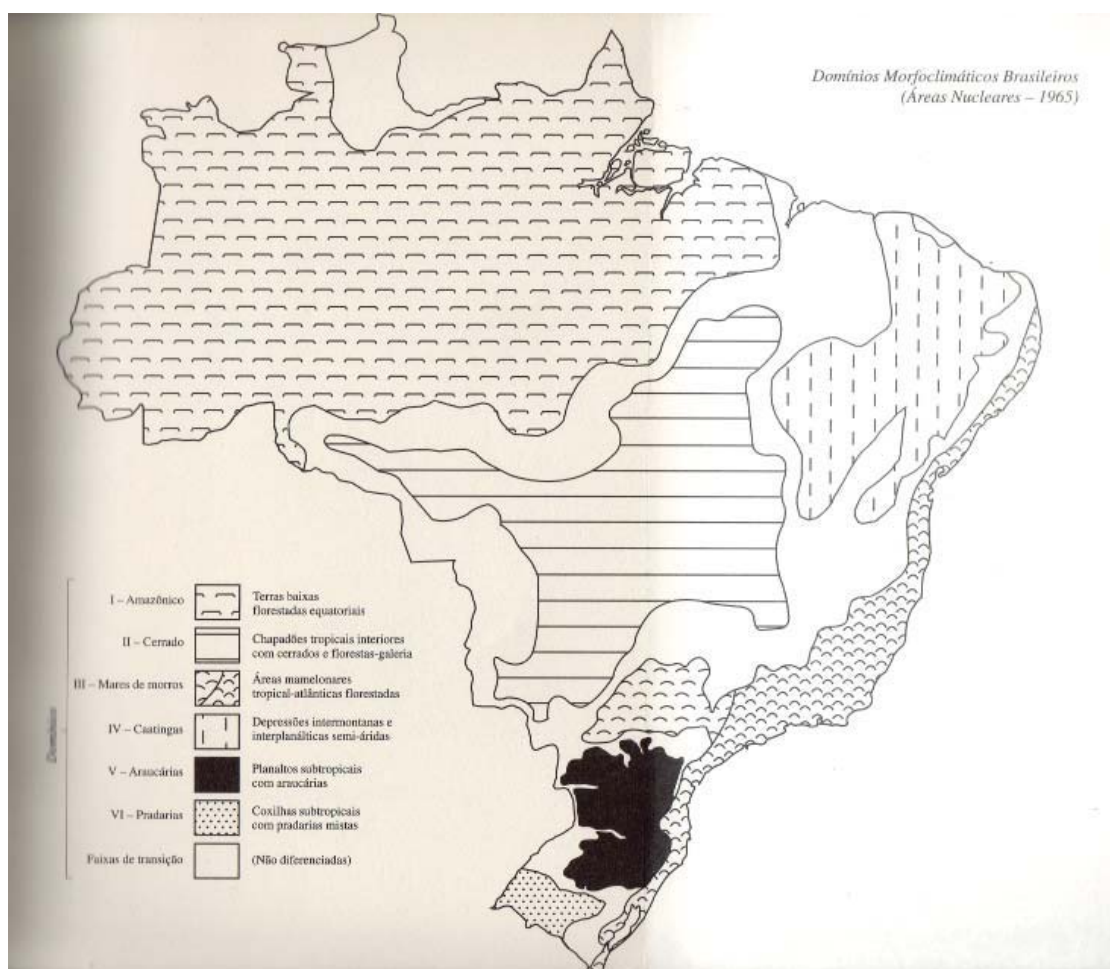 Domínios Morfoclimáticos Brasileiros
(Áreas Nucleares – 1965)
Domínios
I – Amazônico
Terras baixas
florestadas equatoriais
II – Cerrado
Chapadões tropicais interiores
com cerrados e florestas-galeria
III – Mares de morros
Áreas mamelonares
tropical-atlânticas florestadas
IV – Caatingas
Depressões intermontanas e
interplanálticas semi-áridas
V – Araucárias
Planaltos subtropicais
com araucárias
VI – Pradarias
Coxilhas subtropicais
com pradarias mistas
Faixas de transição
(Não diferenciadas)